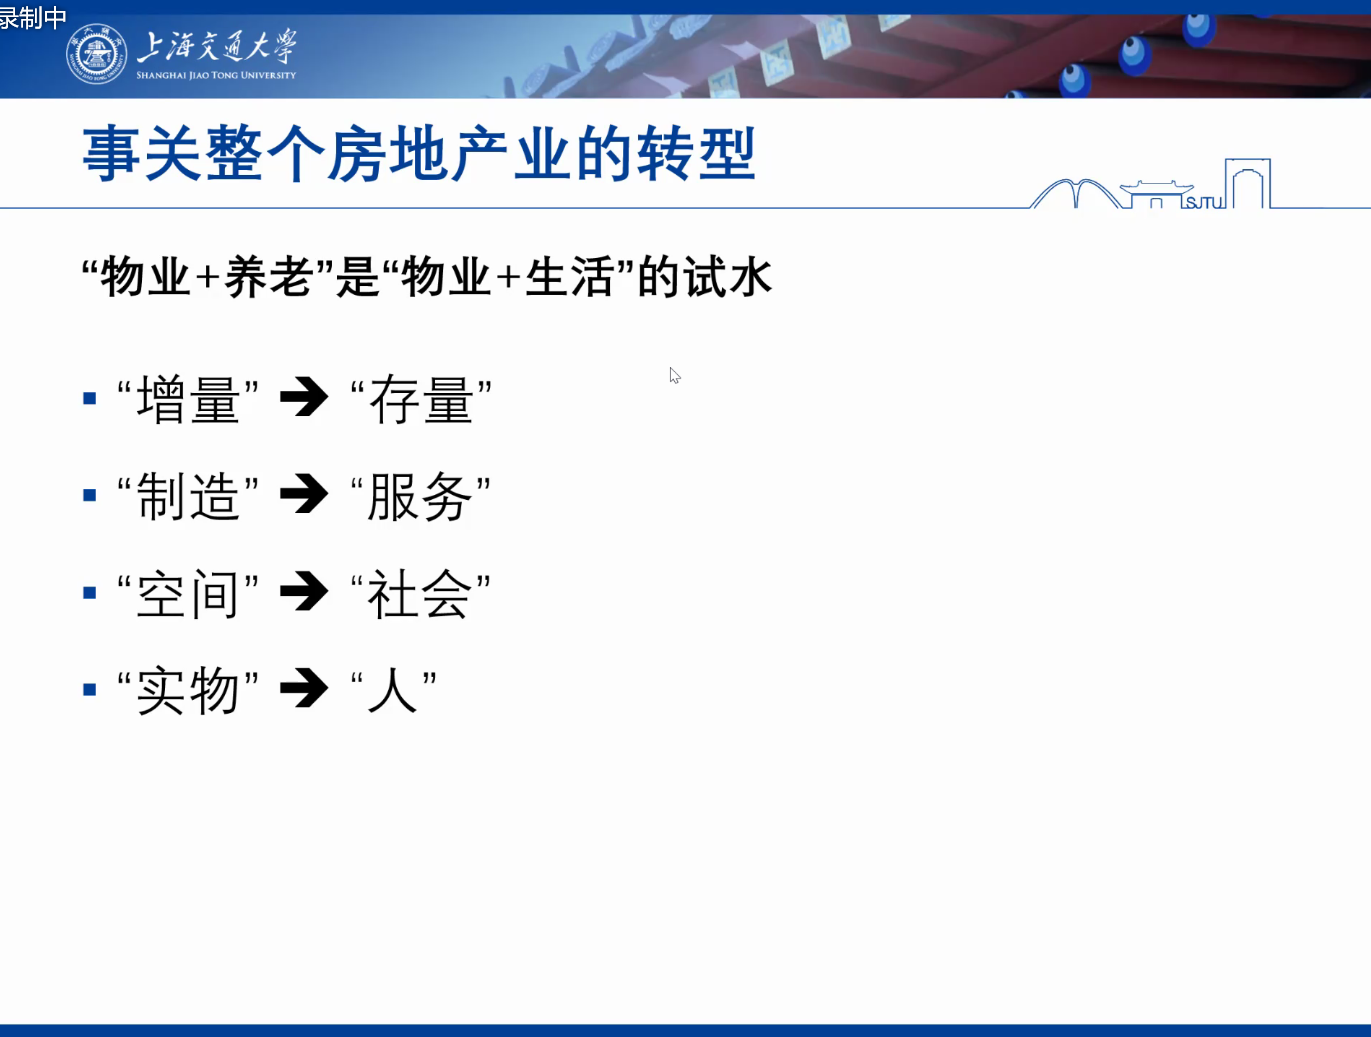 录制中
上海交通大学
SHANGHAI JIAO TONG UNIVERSITY
事关整个房地产业的转型
SJTU
“物业+养老”是“物业+生活”的试水
▪ “增量” ➔ “存量”
▪ “制造” ➔ “服务”
▪ “空间” ➔ “社会”
▪ “实物” ➔ “人”